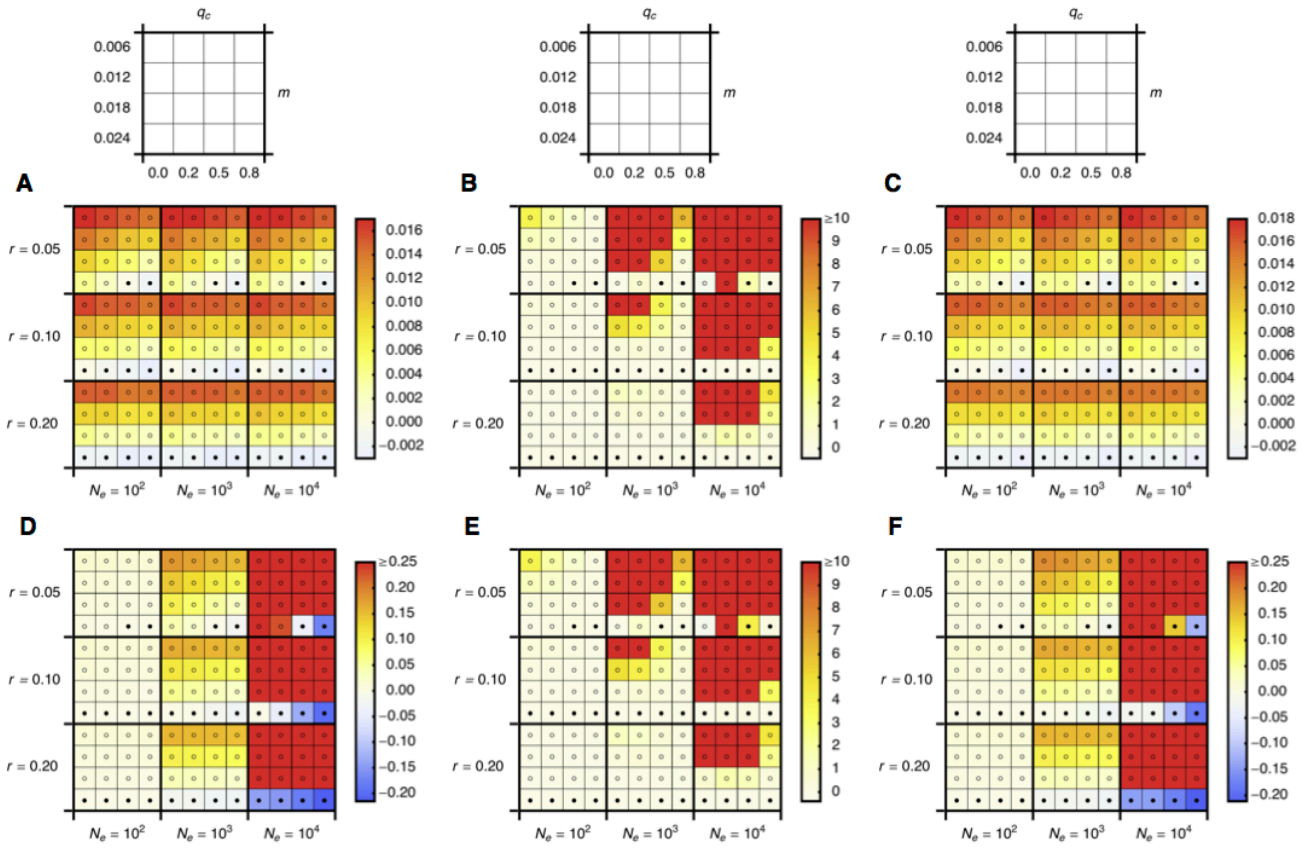 q_c q_c q_c
0.006 0.006 0.006
0.012 0.012 0.012
m m m
0.018 0.018 0.018
0.024 0.024 0.024
0.0 0.2 0.5 0.8 0.0 0.2 0.5 0.8 0.0 0.2 0.5 0.8
A
r = 0.05
r = 0.10
r = 0.20
0.016
0.014
0.012
0.010
0.008
0.006
0.004
0.002
0.000
−0.002
N_e = 10^2 N_e = 10^3 N_e = 10^4
B
r = 0.05
r = 0.10
r = 0.20
≥10
9
8
7
6
5
4
3
2
1
0
N_e = 10^2 N_e = 10^3 N_e = 10^4
C
r = 0.05
r = 0.10
r = 0.20
0.018
0.016
0.014
0.012
0.010
0.008
0.006
0.004
0.002
0.000
−0.002
N_e = 10^2 N_e = 10^3 N_e = 10^4
D
r = 0.05
r = 0.10
r = 0.20
≥0.25
0.20
0.15
0.10
0.05
0.00
−0.05
−0.10
−0.15
−0.20
N_e = 10^2 N_e = 10^3 N_e = 10^4
E
r = 0.05
r = 0.10
r = 0.20
≥10
9
8
7
6
5
4
3
2
1
0
N_e = 10^2 N_e = 10^3 N_e = 10^4
F
r = 0.05
r = 0.10
r = 0.20
≥0.25
0.20
0.15
0.10
0.05
0.00
−0.05
−0.10
−0.15
−0.20
N_e = 10^2 N_e = 10^3 N_e = 10^4